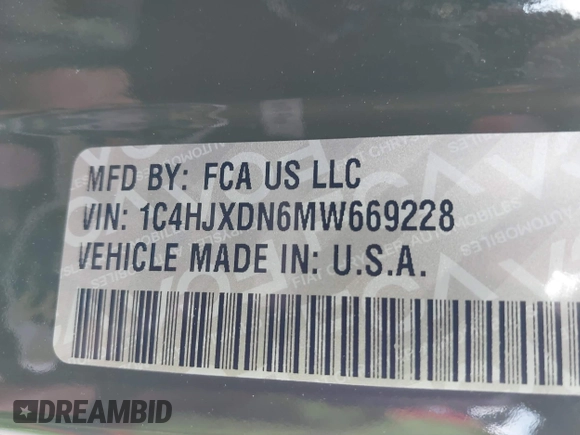 MFD BY: FCA US LLC
VIN: 1C4HJXDN6MW669228
VEHICLE MADE IN: U.S.A.
DREAMBID